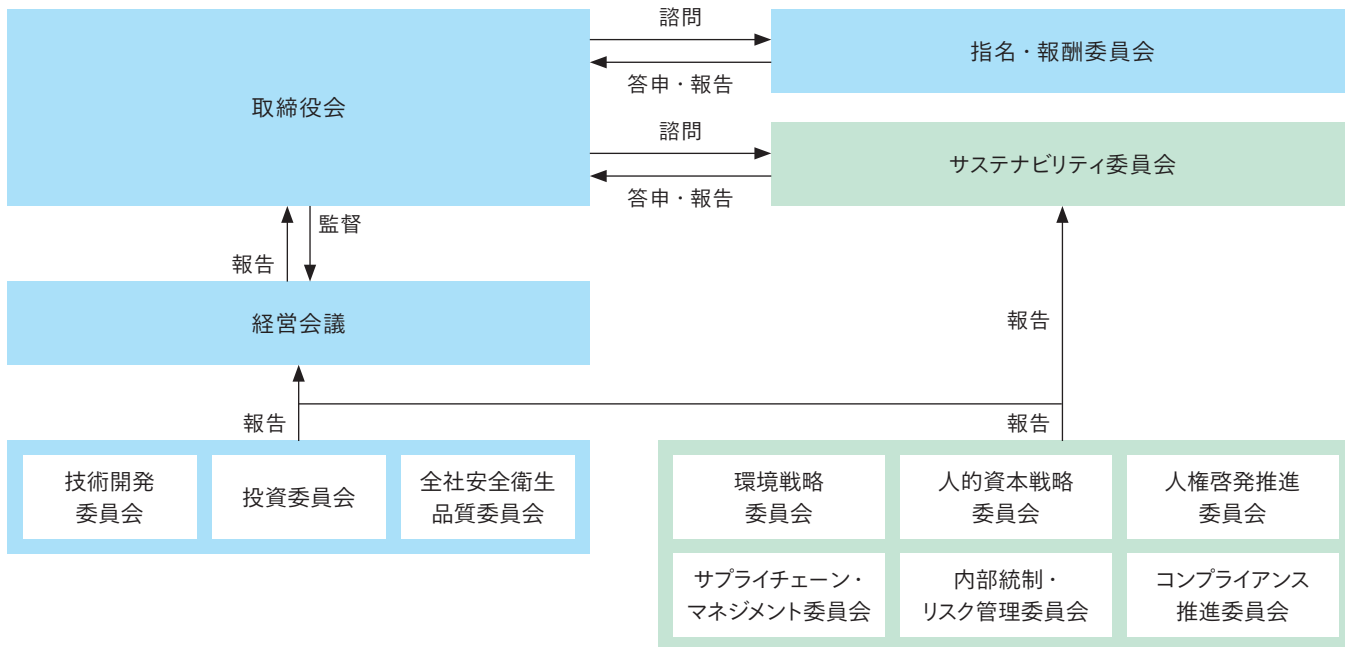 諮問
指名・報酬委員会
答申・報告
取締役会
諮問
サステナビリティ委員会
答申・報告
監督
報告
経営会議
報告
報告
報告
技術開発
委員会
投資委員会
全社安全衛生
品質委員会
環境戦略
委員会
人的資本戦略
委員会
人権啓発推進
委員会
サプライチェーン・
マネジメント委員会
内部統制・
リスク管理委員会
コンプライアンス
推進委員会